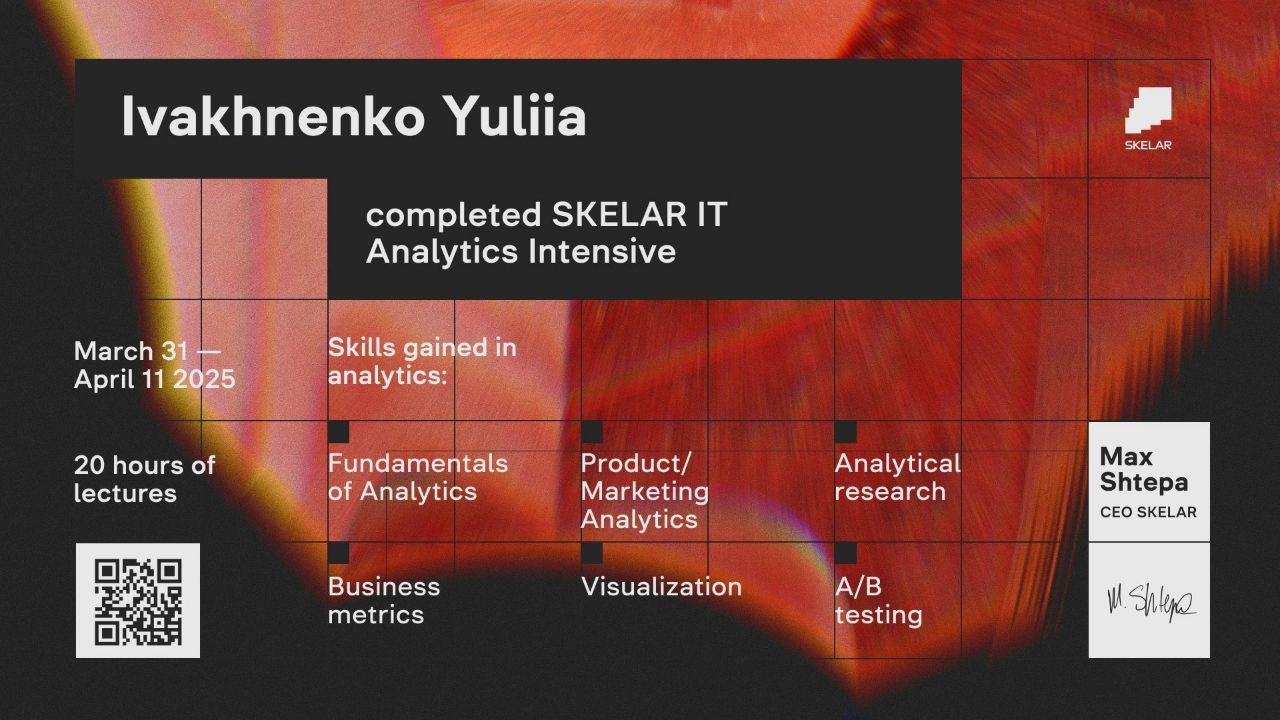 Ivakhnenko Yuliia
SKELAR
completed SKELAR IT
Analytics Intensive
March 31 —
April 11 2025
Skills gained in
analytics:
20 hours of
lectures
Fundamentals
of Analytics
Product/
Marketing
Analytics
Analytical
research
Max
Shtepa
CEO SKELAR
Business
metrics
Visualization
A/B
testing
M. Shtepa